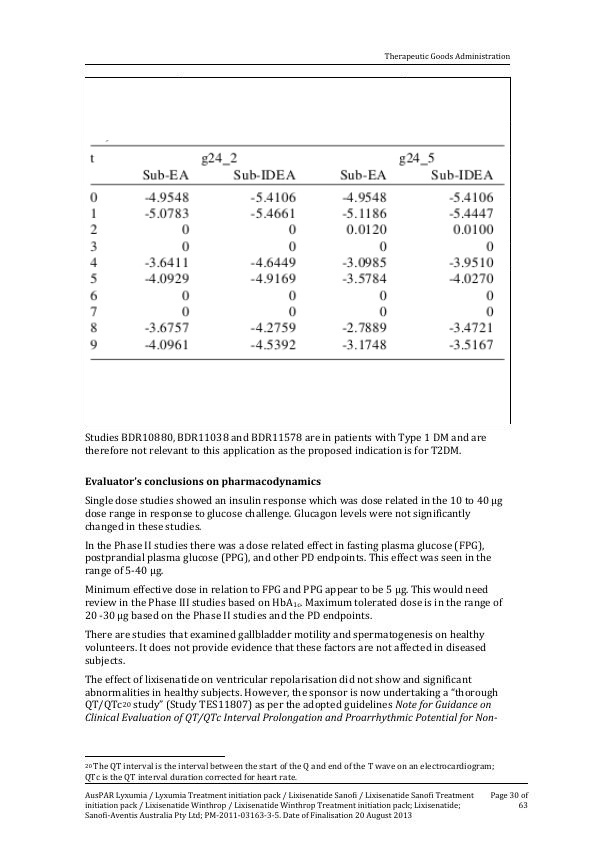 Therapeutic Goods Administration
t g24_2 g24_5
Sub-EA Sub-IDEA Sub-EA Sub-IDEA
0 -4.9548 -5.4106 -4.9548 -5.4106
1 -5.0783 -5.4661 -5.1186 -5.4447
2 0 0 0.0120 0.0100
3 0 0 0 0
4 -3.6411 -4.6449 -3.0985 -3.9510
5 -4.0929 -4.9169 -3.5784 -4.0270
6 0 0 0 0
7 0 0 0 0
8 -3.6757 -4.2759 -2.7889 -3.4721
9 -4.0961 -4.5392 -3.1748 -3.5167
Studies BDR10880, BDR11038 and BDR11578 are in patients with Type 1 DM and are
therefore not relevant to this application as the proposed indication is for T2DM.
Evaluator's conclusions on pharmacodynamics
Single dose studies showed an insulin response which was dose related in the 10 to 40 μg
dose range in response to glucose challenge. Glucagon levels were not significantly
changed in these studies.
In the Phase II studies there was a dose related effect in fasting plasma glucose (FPG),
postprandial plasma glucose (PPG), and other PD endpoints. This effect was seen in the
range of 5-40 μg.
Minimum effective dose in relation to FPG and PPG appear to be 5 μg. This would need
review in the Phase III studies based on HbA1c. Maximum tolerated dose is in the range of
20 -30 μg based on the Phase II studies and the PD endpoints.
There are studies that examined gallbladder motility and spermatogenesis on healthy
volunteers. It does not provide evidence that these factors are not affected in diseased
subjects.
The effect of lixisenatide on ventricular repolarisation did not show and significant
abnormalities in healthy subjects. However, the sponsor is now undertaking a "thorough
QT/QTc20 study" (Study TES11807) as per the adopted guidelines Note for Guidance on
Clinical Evaluation of QT/QTc Interval Prolongation and Proarrhythmic Potential for Non-
20 The QT interval is the interval between the start of the Q and end of the T wave on an electrocardiogram;
QTc is the QT interval duration corrected for heart rate.
AusPAR Lyxumia / Lyxumia Treatment initiation pack / Lixisenatide Sanofi / Lixisenatide Sanofi Treatment
initiation pack / Lixisenatide Winthrop / Lixisenatide Winthrop Treatment initiation pack; Lixisenatide;
Sanofi-Aventis Australia Pty Ltd; PM-2011-03163-3-5. Date of Finalisation 20 August 2013
Page 30 of
63